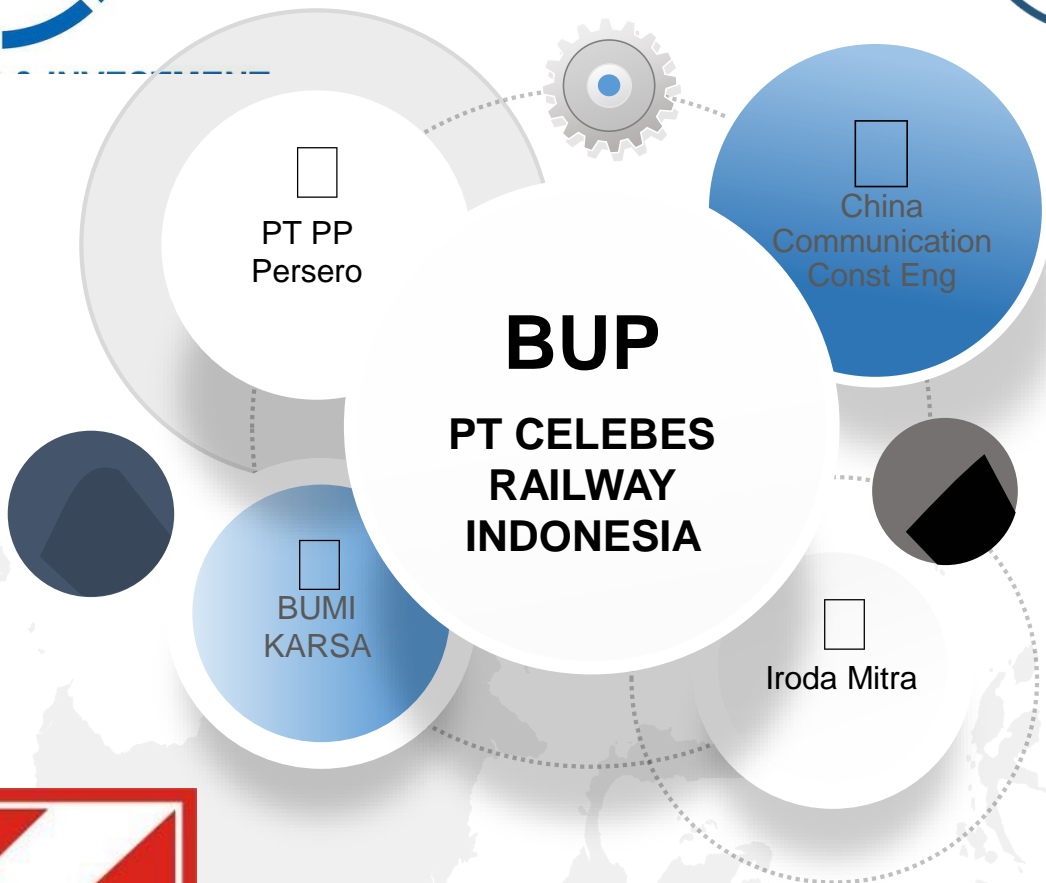 PT PP
Persero
China
Communication
Const Eng
BUP
PT CELEBES
RAILWAY
INDONESIA
BUMI
KARSA
Iroda Mitra